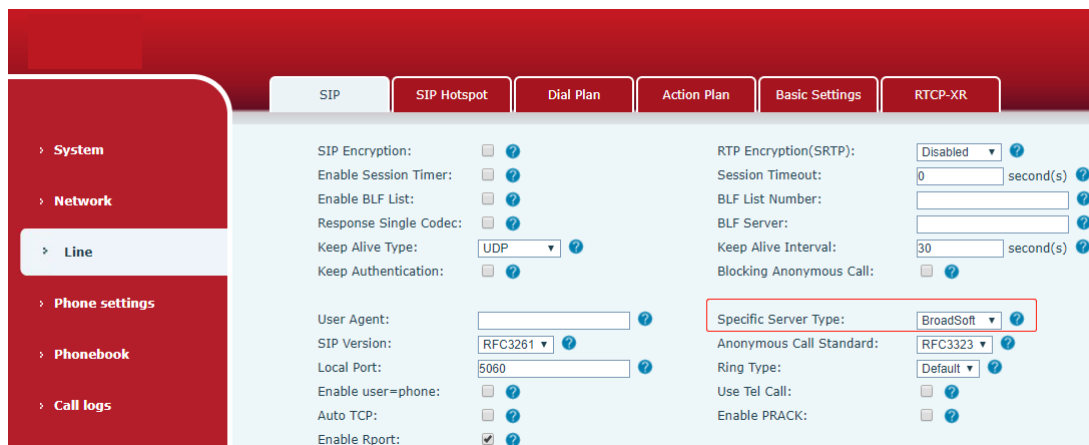 SIP
SIP Hotspot
Dial Plan
Action Plan
Basic Settings
RTCP-XR
› System
› Network
› Line
› Phone settings
› Phonebook
› Call logs
SIP Encryption:
RTP Encryption(SRTP): Disabled
Enable Session Timer:
Session Timeout: 0 second(s)
Enable BLF List:
BLF List Number:
Response Single Codec:
BLF Server:
Keep Alive Type: UDP
Keep Alive Interval: 30 second(s)
Keep Authentication:
Blocking Anonymous Call:
User Agent:
Specific Server Type: BroadSoft
SIP Version: RFC3261
Anonymous Call Standard: RFC3323
Local Port: 5060
Ring Type: Default
Enable user=phone:
Use Tel Call:
Auto TCP:
Enable PRACK:
Enable Rport: